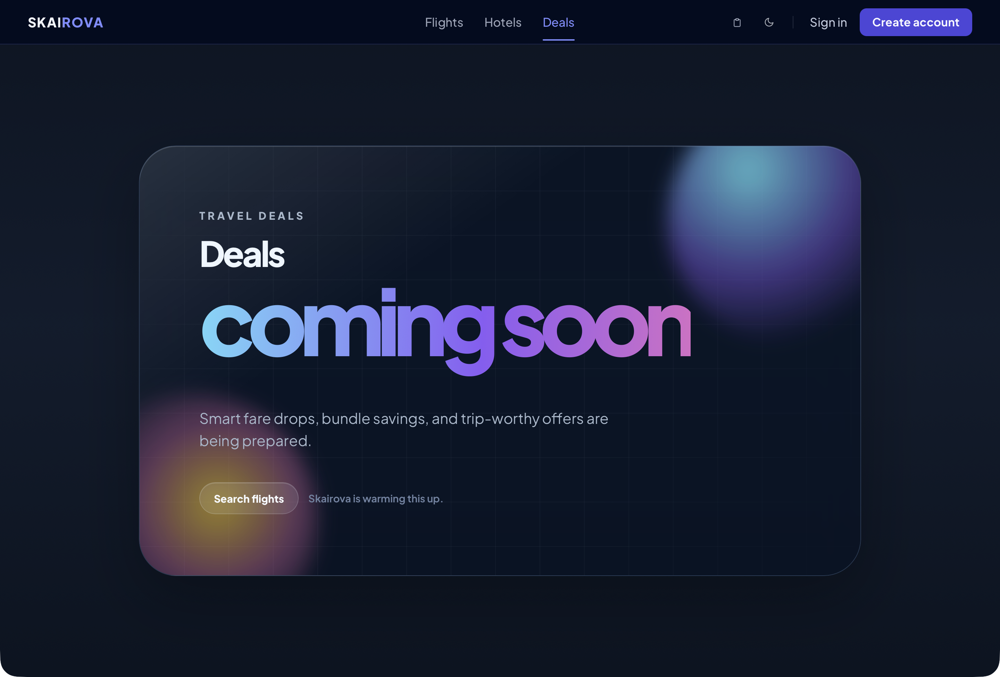 SKAIROVA
Flights Hotels Deals
Sign in Create account
TRAVEL DEALS
Deals
coming soon
Smart fare drops, bundle savings, and trip-worthy offers are
being prepared.
Search flights Skairova is warming this up.